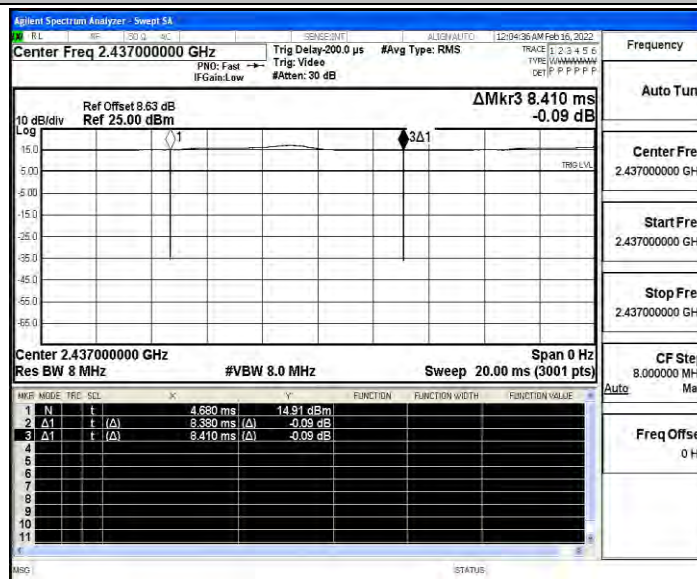 Agilent Spectrum Analyzer - Swept SA
RL RF 50 Ω AC SENSE:INT ALIGN AUTO 12:04:36 AM Feb 16, 2022
Center Freq 2.437000000 GHz
PNO: Fast
IFGain:Low
Trig Delay-200.0 µs
Trig: Video
#Atten: 30 dB
#Avg Type: RMS
TRACE 1 2 3 4 5 6
TYPE WWWWWW
DET P P P P P P
ΔMkr3 8.410 ms
-0.09 dB
Ref Offset 8.63 dB
10 dB/div Ref 25.00 dBm
Log
1
3Δ1
15.0
TRIG LVL
5.00
-5.00
-15.0
-25.0
-35.0
-45.0
-55.0
-65.0
Center 2.437000000 GHz Span 0 Hz
Res BW 8 MHz #VBW 8.0 MHz Sweep 20.00 ms (3001 pts)
MKR MODE TRC SCL X Y FUNCTION FUNCTION WIDTH FUNCTION VALUE
1 N t 4.680 ms 14.91 dBm
2 Δ1 t (Δ) 8.380 ms (Δ) -0.09 dB
3 Δ1 t (Δ) 8.410 ms (Δ) -0.09 dB
4
5
6
7
8
9
10
11
MSG STATUS
Frequency
Auto Tun
Center Fre
2.437000000 GH
Start Fre
2.437000000 GH
Stop Fre
2.437000000 GH
CF Ste
8.000000 MH
Auto Ma
Freq Offse
0 H